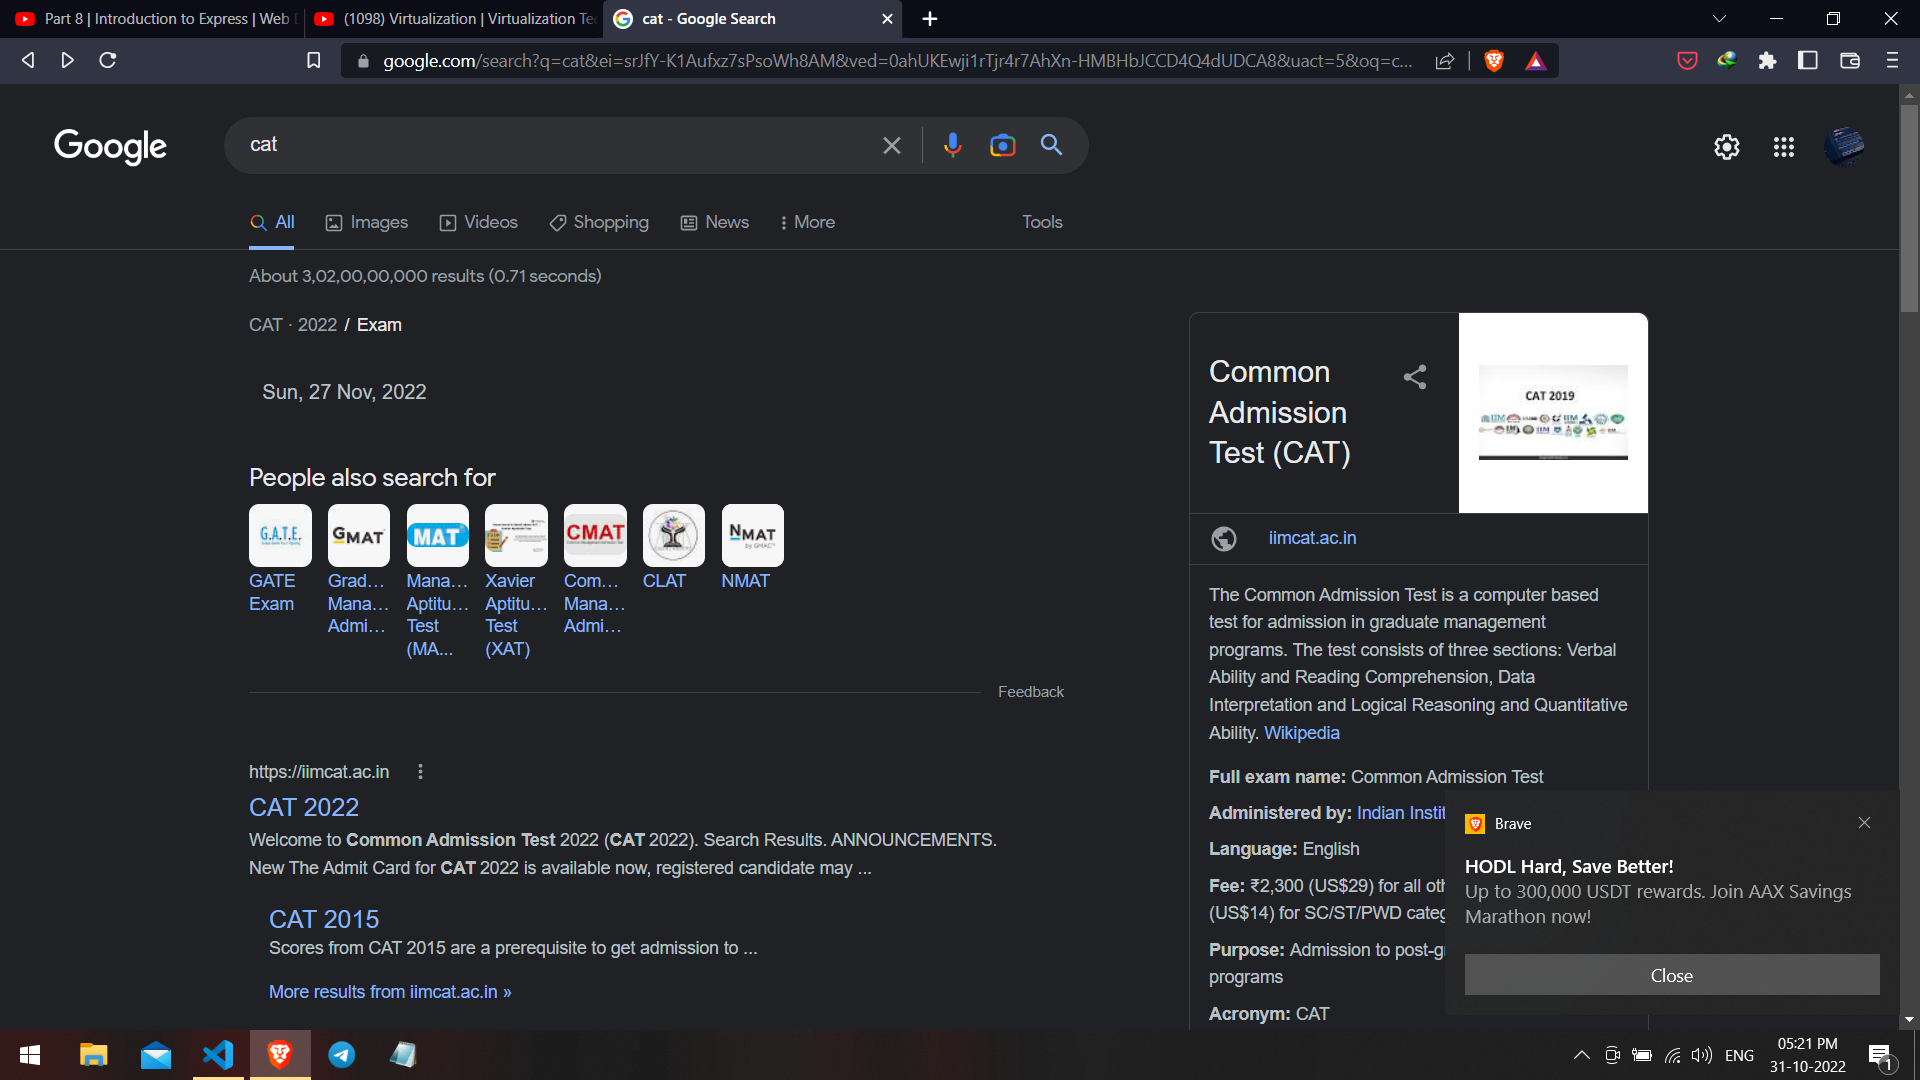 Part 8 | Introduction to Express | Web
(1098) Virtualization | Virtualization Tec
cat - Google Search
google.com/search?q=cat&ei=srJfY-K1Aufxz7sPsoWh8AM&ved=0ahUKEwji1rTjr4r7AhXn-HMBHbJCCD4Q4dUDCA8&uact=5&oq=c...
Google
cat
All
Images
Videos
Shopping
News
More
Tools
About 3,02,00,00,000 results (0.71 seconds)
CAT · 2022 / Exam
Sun, 27 Nov, 2022
People also search for
G.A.T.E.
GMAT
MAT
CMAT
NMAT
by GMAC
GATE
Exam
Grad...
Mana...
Admi...
Mana...
Aptitu...
Test
(MA...
Xavier
Aptitu...
Test
(XAT)
Com...
Mana...
Admi...
CLAT
NMAT
Feedback
https://iimcat.ac.in
CAT 2022
Welcome to Common Admission Test 2022 (CAT 2022). Search Results. ANNOUNCEMENTS.
New The Admit Card for CAT 2022 is available now, registered candidate may ...
CAT 2015
Scores from CAT 2015 are a prerequisite to get admission to ...
More results from iimcat.ac.in »
Common
Admission
Test (CAT)
CAT 2019
iimcat.ac.in
The Common Admission Test is a computer based
test for admission in graduate management
programs. The test consists of three sections: Verbal
Ability and Reading Comprehension, Data
Interpretation and Logical Reasoning and Quantitative
Ability. Wikipedia
Full exam name: Common Admission Test
Administered by: Indian Instit
Language: English
Fee: ₹2,300 (US$29) for all oth
(US$14) for SC/ST/PWD categ
Purpose: Admission to post-g
programs
Acronym: CAT
Brave
HODL Hard, Save Better!
Up to 300,000 USDT rewards. Join AAX Savings
Marathon now!
Close
ENG
05:21 PM
31-10-2022
1